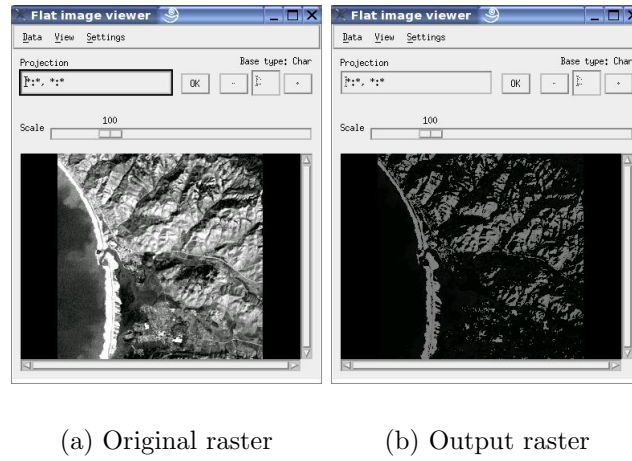 Flat image viewer
Data View Settings
Projection Base type: Char
*:*, *:* OK - +
Scale 100
Flat image viewer
Data View Settings
Projection Base type: Char
*:*, *:* OK - +
Scale 100
(a) Original raster
(b) Output raster